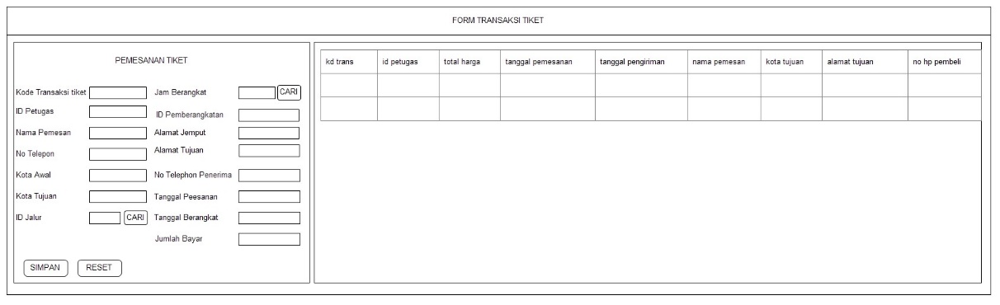 FORM TRANSAKSI TIKET
PEMESANAN TIKET
Kode Transaksi tiket
ID Petugas
Nama Pemesan
No Telepon
Kota Awal
Kota Tujuan
ID Jalur CARI
Jam Berangkat CARI
ID Pemberangkatan
Alamat Jemput
Alamat Tujuan
No Telephon Penerima
Tanggal Peesanan
Tanggal Berangkat
Jumlah Bayar
SIMPAN RESET
kd trans id petugas total harga tanggal pemesanan tanggal pengiriman nama pemesan kota tujuan alamat tujuan no hp pembeli